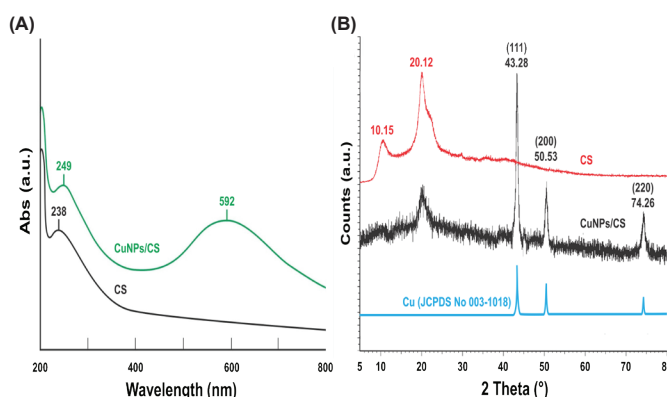 (A)
Abs (a.u.)
249
238
592
CuNPs/CS
CS
200 400 600 800
Wavelength (nm)
(B)
Counts (a.u.)
(111)
43.28
20.12
10.15
(200)
50.53
CS
(220)
74.26
CuNPs/CS
Cu (JCPDS No 003-1018)
5 10 20 30 40 50 60 70 80
2 Theta (°)